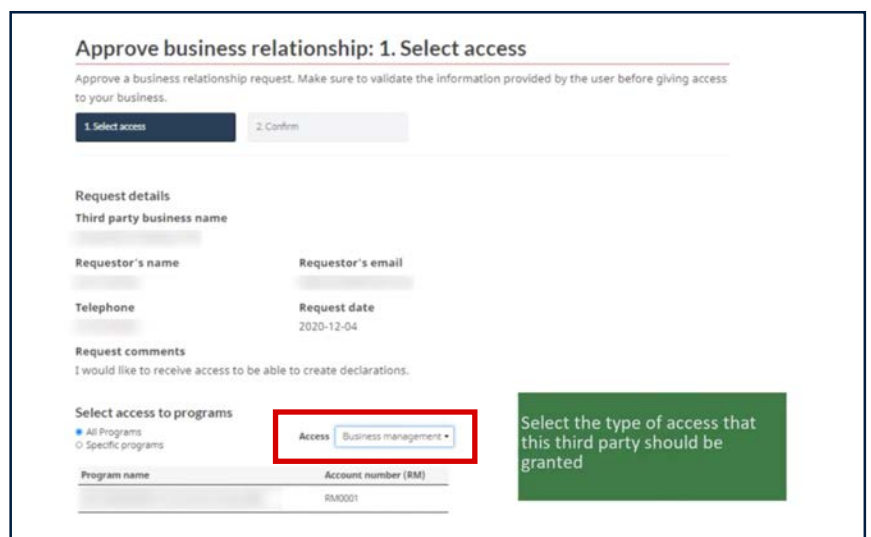 Approve business relationship: 1. Select access
Approve a business relationship request. Make sure to validate the information provided by the user before giving access
to your business.
1. Select access
2. Confirm
Request details
Third party business name
Requestor's name
Requestor's email
Telephone
Request date
2020-12-04
Request comments
I would like to receive access to be able to create declarations.
Select access to programs
All Programs
Specific programs
Access Business management
Select the type of access that
this third party should be
granted
Program name
Account number (RM)
RM0001